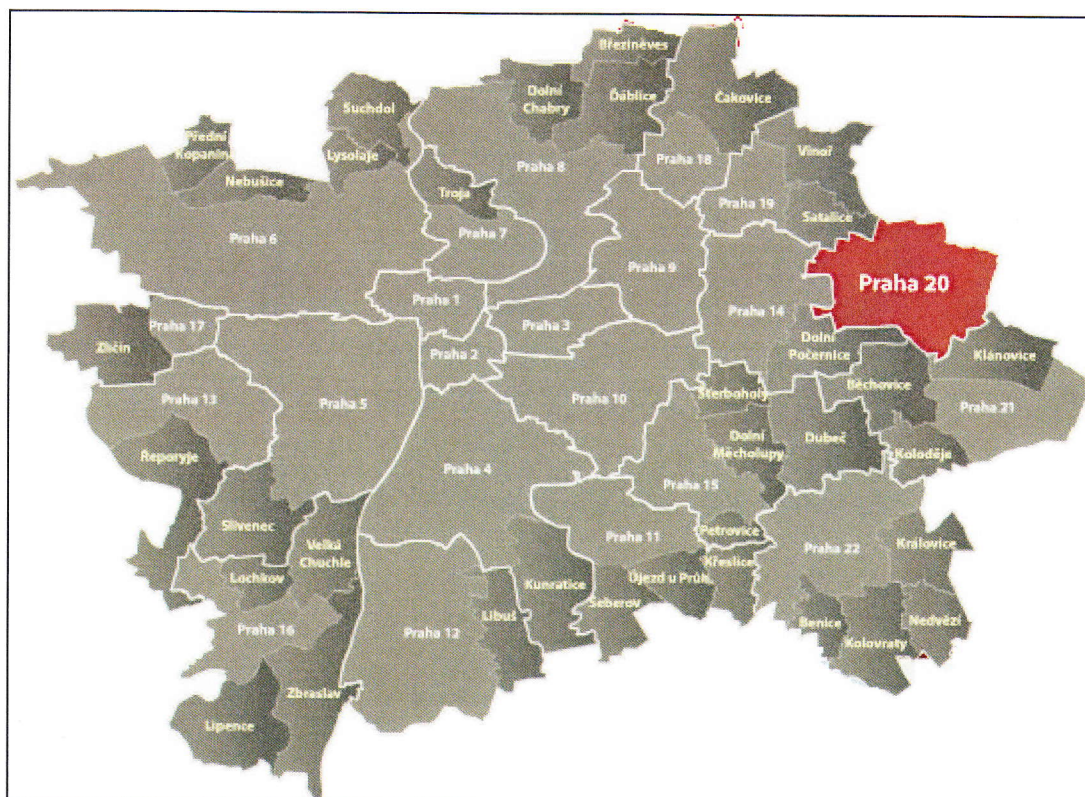 Březiněves
Suchdol
Dolní
Chabry
Ďáblice
Čakovice
Přední
Kopanina
Lysolaje
Praha 8
Praha 18
Vinoř
Nebušice
Troja
Praha 19
Satalice
Praha 6
Praha 7
Praha 9
Praha 20
Praha 1
Praha 17
Praha 3
Praha 14
Zličín
Praha 2
Dolní
Počernice
Klánovice
Běchovice
Praha 13
Praha 5
Praha 10
Štěrboholy
Praha 21
Řeporyje
Praha 4
Dolní
Měcholupy
Dubeč
Koloděje
Praha 15
Slivenec
Praha 11
Petrovice
Praha 22
Královice
Velká
Chuchle
Lochkov
Kunratice
Újezd u Průh.
Křeslice
Šeberov
Libuš
Praha 16
Praha 12
Benice
Nedvězí
Kolovraty
Zbraslav
Lipence